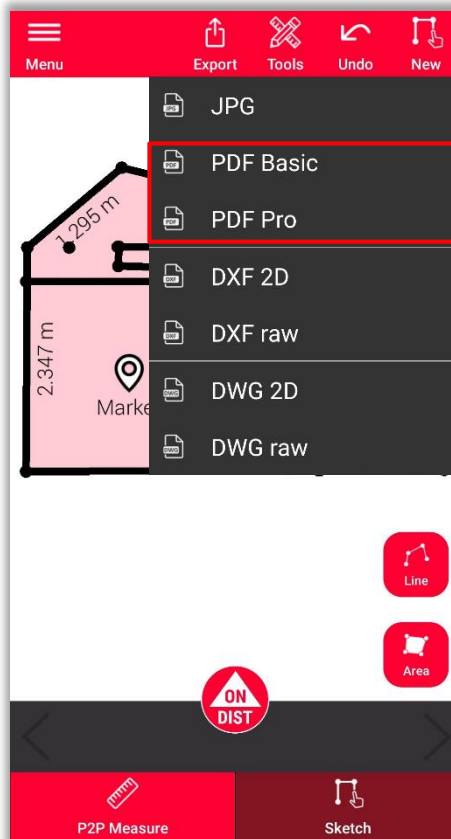 Menu
Export
Tools
Undo
New
JPG
PDF Basic
PDF Pro
DXF 2D
DXF raw
DWG 2D
DWG raw
1.295 m
2.347 m
Marke
Line
Area
ON
DIST
P2P Measure
Sketch